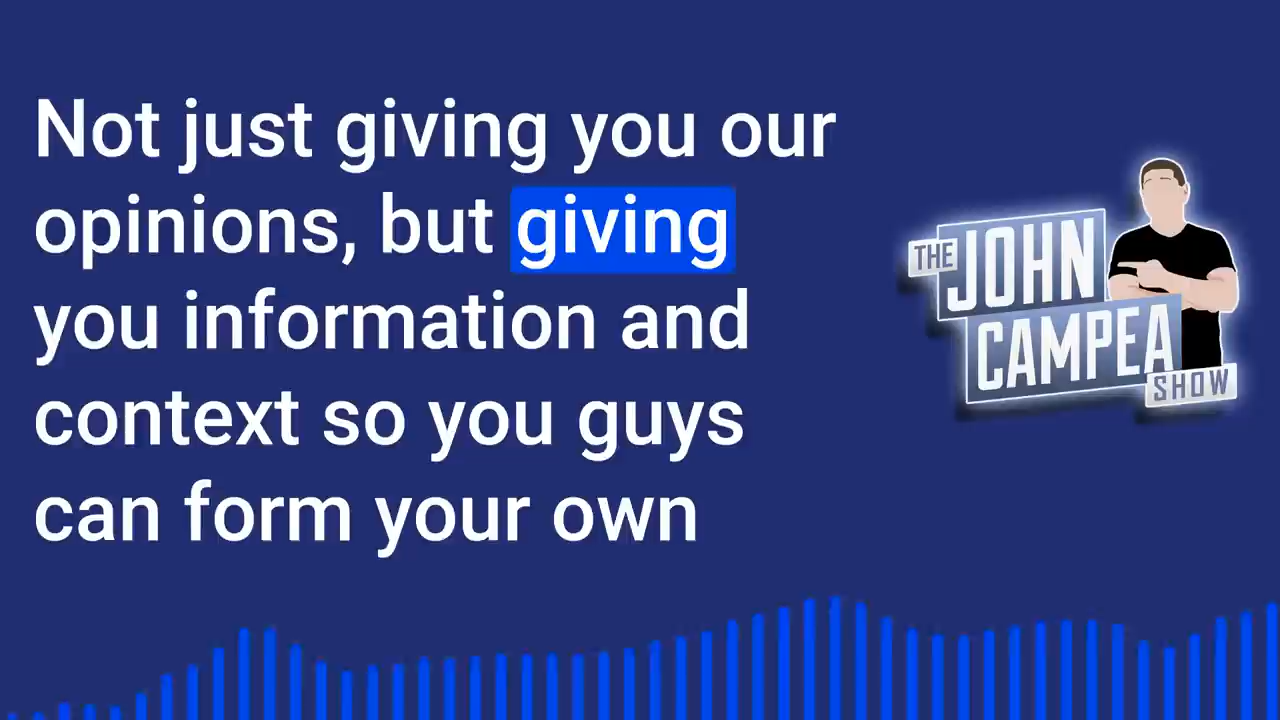 Not just giving you our
opinions, but giving
you information and
context so you guys
can form your own
THE
JOHN
CAMPEA
SHOW